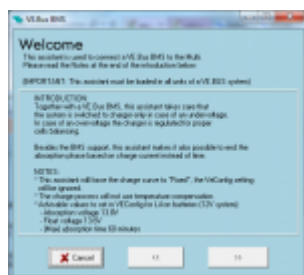 VE.Bus BMS
Welcome
This assistant is used to connect a VE.Bus BMS to the Multi.
Please read the Notes at the end of the introduction below.
(IMPORTANT: This assistant must be loaded in all units of a VE.BUS system)
INTRODUCTION:
Together with a VE.Bus BMS, this assistant takes care that
the system is switched to charge only in case of an under-voltage.
In case of an over-voltage the charger is regulated for proper
cells balancing.
Besides the BMS support, this assistant makes it also possible to end the
absorption phase based on charge current instead of time.
NOTES:
* This assistant will have the charge curve to "Fixed", the VEConfig setting
will be ignored.
* The charge process will not use temperature compensation.
* Advisable values to set in VEConfig for Li-Ion batteries (12V system)
- Absorption voltage 13.8V
- Float voltage 13.5V
- (Max) absorption time 60 minutes
Cancel
<<
>>